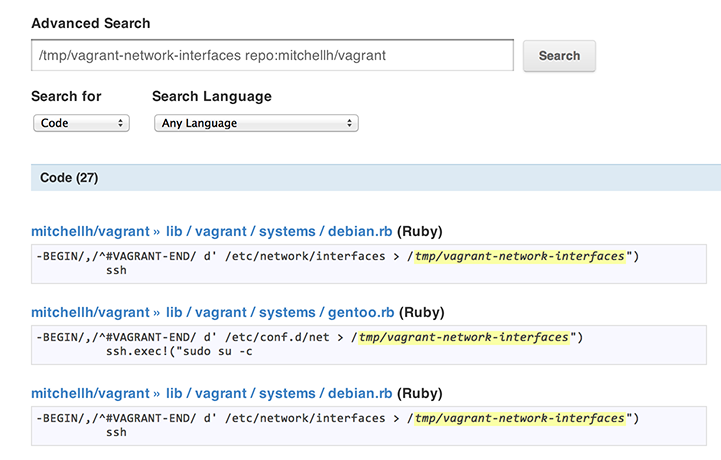 Advanced Search
/tmp/vagrant-network-interfaces repo:mitchellh/vagrant
Search
Search for
Search Language
Code
Any Language
Code (27)
mitchellh/vagrant » lib / vagrant / systems / debian.rb (Ruby)
-BEGIN/,/^#VAGRANT-END/ d' /etc/network/interfaces > /tmp/vagrant-network-interfaces")
ssh
mitchellh/vagrant » lib / vagrant / systems / gentoo.rb (Ruby)
-BEGIN/,/^#VAGRANT-END/ d' /etc/conf.d/net > /tmp/vagrant-network-interfaces")
ssh.exec!("sudo su -c
mitchellh/vagrant » lib / vagrant / systems / debian.rb (Ruby)
-BEGIN/,/^#VAGRANT-END/ d' /etc/network/interfaces > /tmp/vagrant-network-interfaces")
ssh